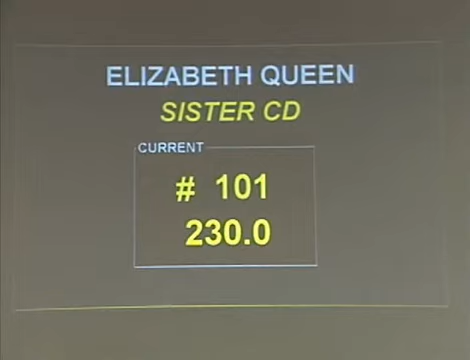 ELIZABETH QUEEN
SISTER CD
CURRENT
# 101
230.0